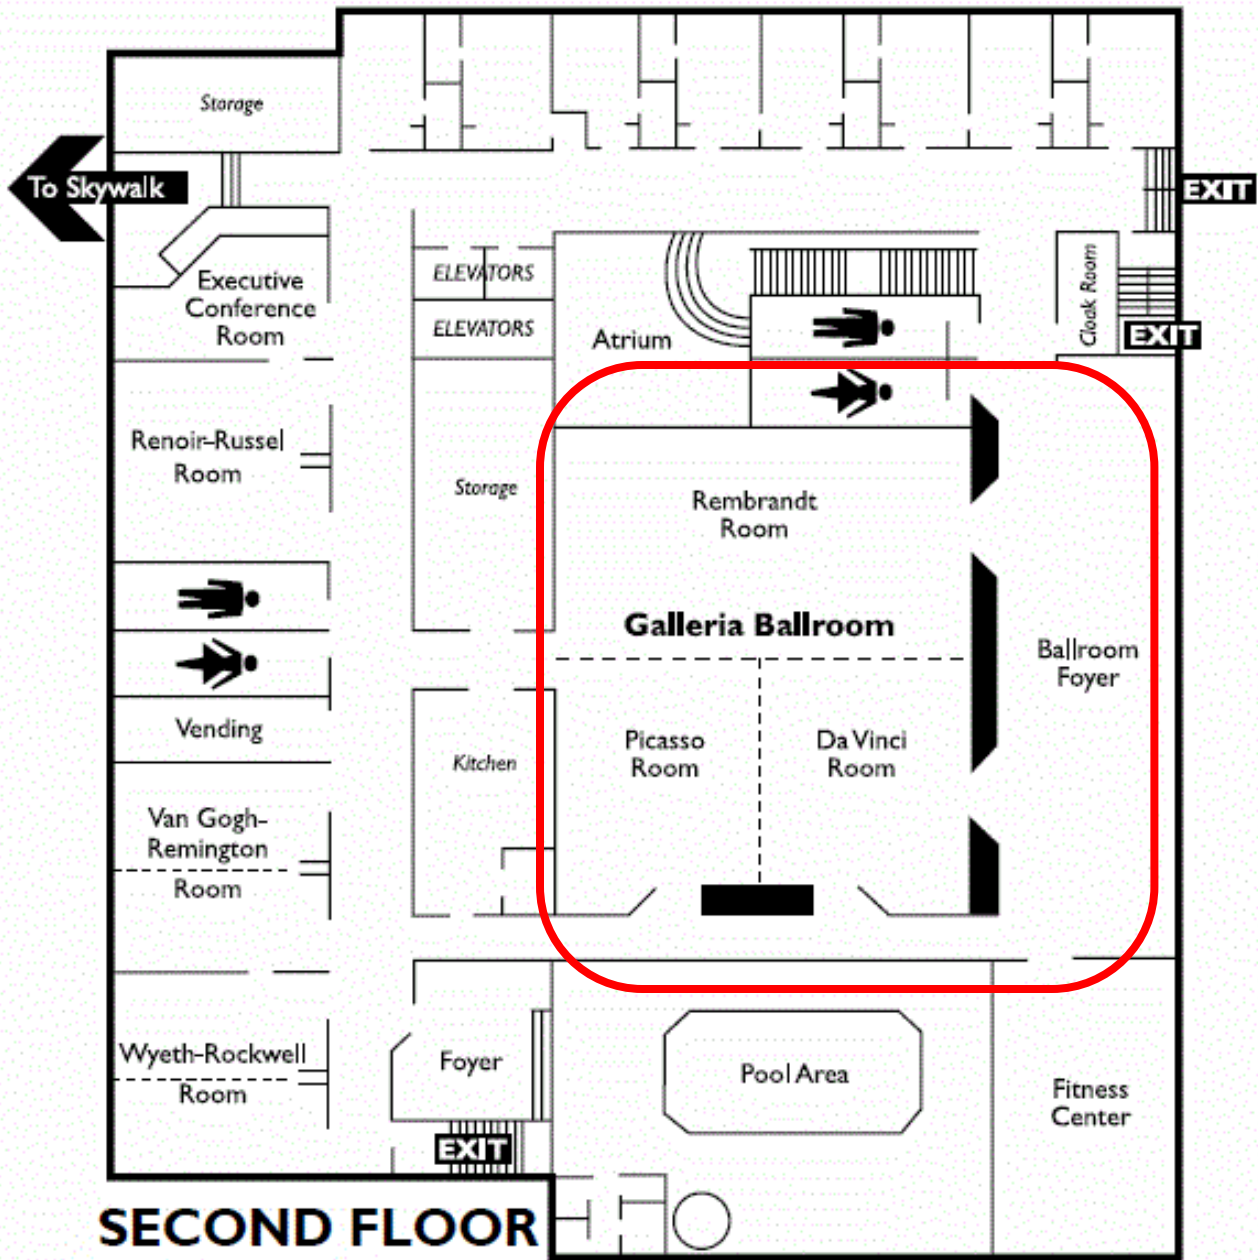 Storage
To Skywalk
EXIT
Executive
Conference
Room
ELEVATORS
ELEVATORS
Atrium
Cloak Room
EXIT
Renoir-Russel
Room
Storage
Rembrandt
Room
Galleria Ballroom
Ballroom
Foyer
Vending
Kitchen
Picasso
Room
Da Vinci
Room
Van Gogh-
Remington
Room
Wyeth-Rockwell
Room
Foyer
Pool Area
Fitness
Center
EXIT
SECOND FLOOR